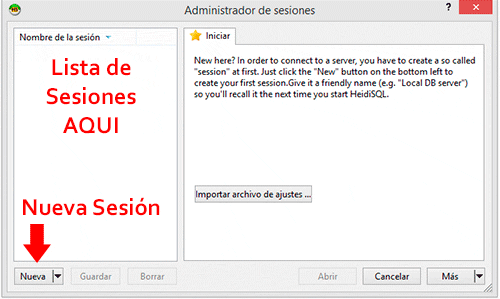 Administrador de sesiones
Nombre de la sesión
Lista de
Sesiones
AQUI
Nueva Sesión
Nueva
Guardar
Borrar
Iniciar
New here? In order to connect to a server, you have to create a so called
"session" at first. Just click the "New" button on the bottom left to
create your first session.Give it a friendly name (e.g. "Local DB server")
so you'll recall it the next time you start HeidiSQL.
Importar archivo de ajustes ...
Abrir
Cancelar
Más